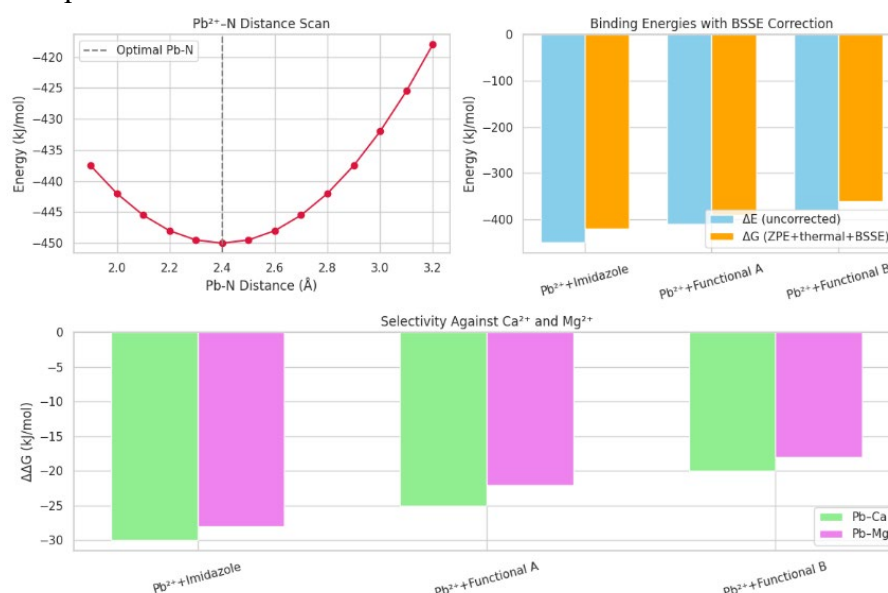 Pb²⁺–N Distance Scan
Optimal Pb-N
Energy (kJ/mol)
−420
−425
−430
−435
−440
−445
−450
2.0 2.2 2.4 2.6 2.8 3.0 3.2
Pb-N Distance (Å)
Binding Energies with BSSE Correction
Energy (kJ/mol)
0
−100
−200
−300
−400
ΔE (uncorrected)
ΔG (ZPE+thermal+BSSE)
Pb²⁺+Imidazole
Pb²⁺+Functional A
Pb²⁺+Functional B
Selectivity Against Ca²⁺ and Mg²⁺
ΔΔG (kJ/mol)
0
−5
−10
−15
−20
−25
−30
Pb–Ca
Pb–Mg
Pb²⁺+Imidazole
Pb²⁺+Functional A
Pb²⁺+Functional B